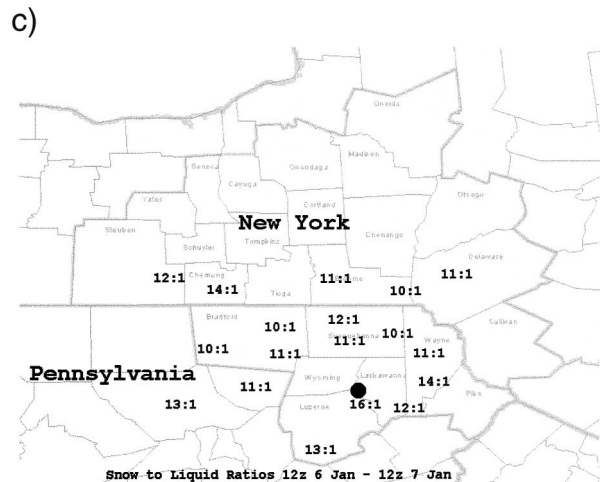 c)
Oneida
Madison
Onondaga
Seneca
Cayuga
Otsego
Yates
Cortland
New York
Steuben
Chenango
Tompkins
Schuyler
Delaware
12:1
Chemung
11:1
11:1
14:1
Tioga
10:1
Bradford
12:1
Sullivan
10:1
10:1
Susquehanna
Wayne
10:1
11:1
11:1
11:1
Pennsylvania
Wyoming
Lackawanna
11:1
14:1
Pike
13:1
Luzerne
16:1
12:1
13:1
Snow to Liquid Ratios 12z 6 Jan - 12z 7 Jan